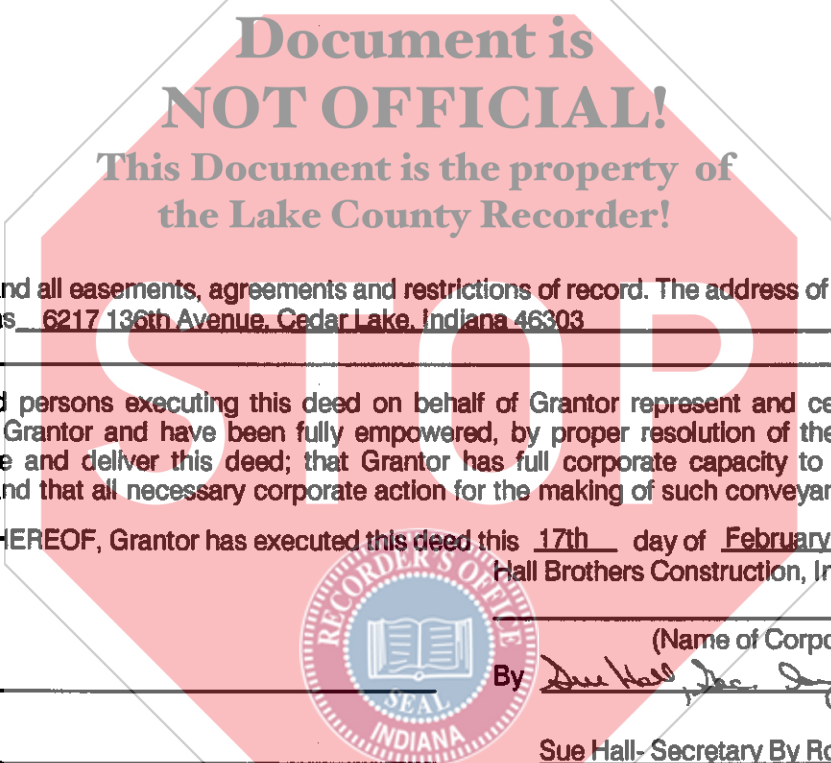 Document is
NOT OFFICIAL!
This Document is the property of
the Lake County Recorder!
STOP
nd all easements, agreements and restrictions of record. The address of
s 6217 136th Avenue, Cedar Lake, Indiana 46303
d persons executing this deed on behalf of Grantor represent and ce
Grantor and have been fully empowered, by proper resolution of the
e and deliver this deed; that Grantor has full corporate capacity to
nd that all necessary corporate action for the making of such conveyan
HEREOF, Grantor has executed this deed this 17th day of February
Hall Brothers Construction, In
(Name of Corpo
By Sue Hall, Sec.
Sue Hall- Secretary By Ro
RECORDER'S OFFICE
SEAL
INDIANA